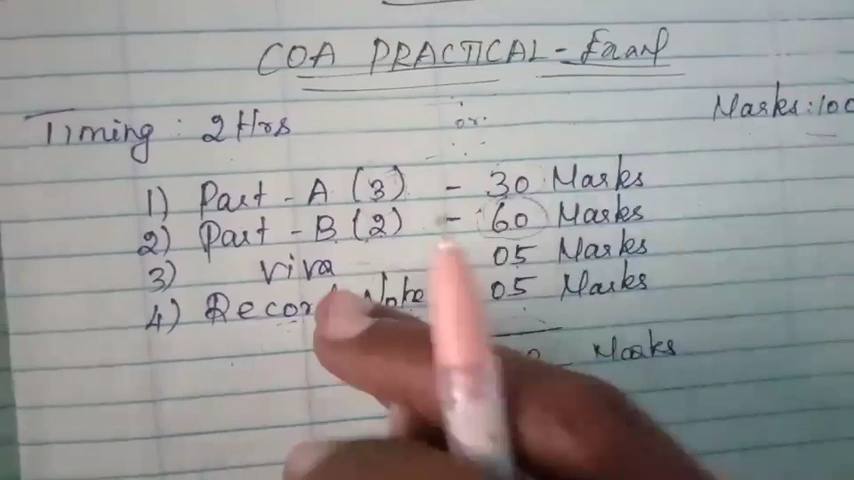 COA PRACTICAL - Exam
Timing : 2 Hrs
Marks : 100
1) Part - A (3) - 30 Marks
2) Part - B (2) - 60 Marks
3) Viva 05 Marks
4) Record Note 05 Marks
Marks